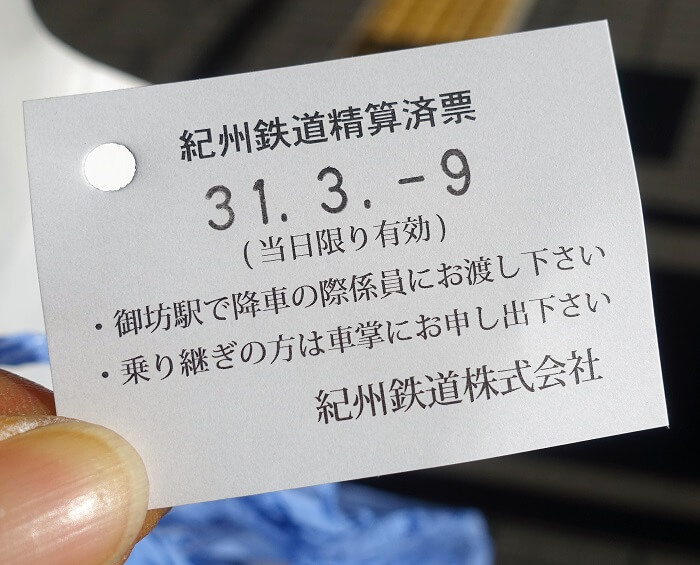 紀州鉄道精算済票
31.3.-9
(当日限り有効)
・御坊駅で降車の際係員にお渡し下さい
・乗り継ぎの方は車掌にお申し出下さい
紀州鉄道株式会社